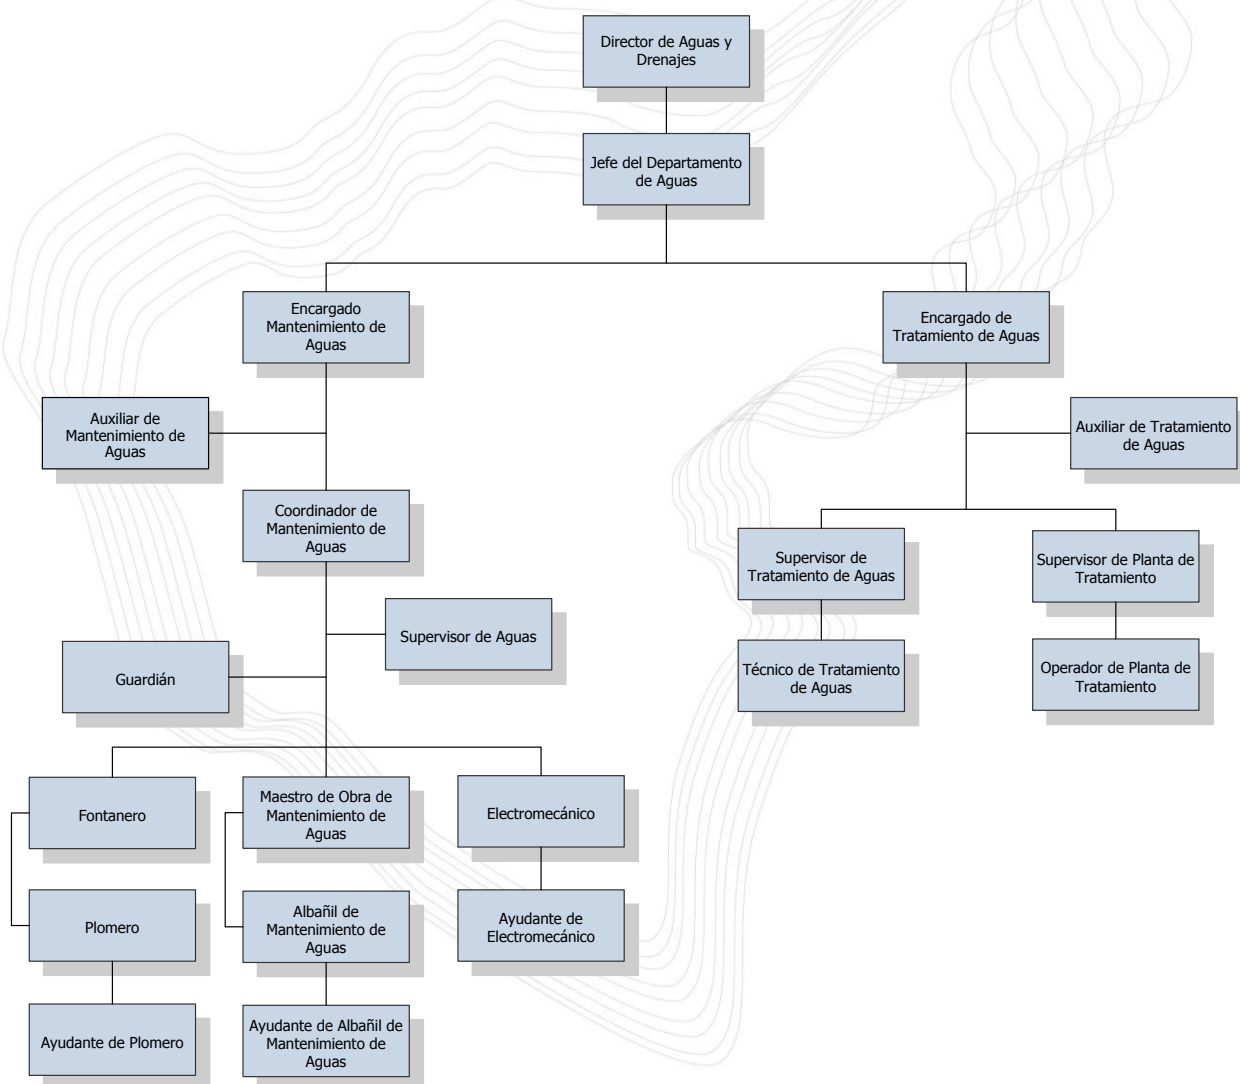 Director de Aguas y
Drenajes
Jefe del Departamento
de Aguas
Encargado
Mantenimiento de
Aguas
Encargado de
Tratamiento de Aguas
Auxiliar de
Mantenimiento de
Aguas
Auxiliar de Tratamiento
de Aguas
Coordinador de
Mantenimiento de
Aguas
Supervisor de
Tratamiento de Aguas
Supervisor de Planta de
Tratamiento
Supervisor de Aguas
Guardián
Técnico de Tratamiento
de Aguas
Operador de Planta de
Tratamiento
Fontanero
Maestro de Obra de
Mantenimiento de
Aguas
Electromecánico
Plomero
Albañil de
Mantenimiento de
Aguas
Ayudante de
Electromecánico
Ayudante de Plomero
Ayudante de Albañil de
Mantenimiento de
Aguas